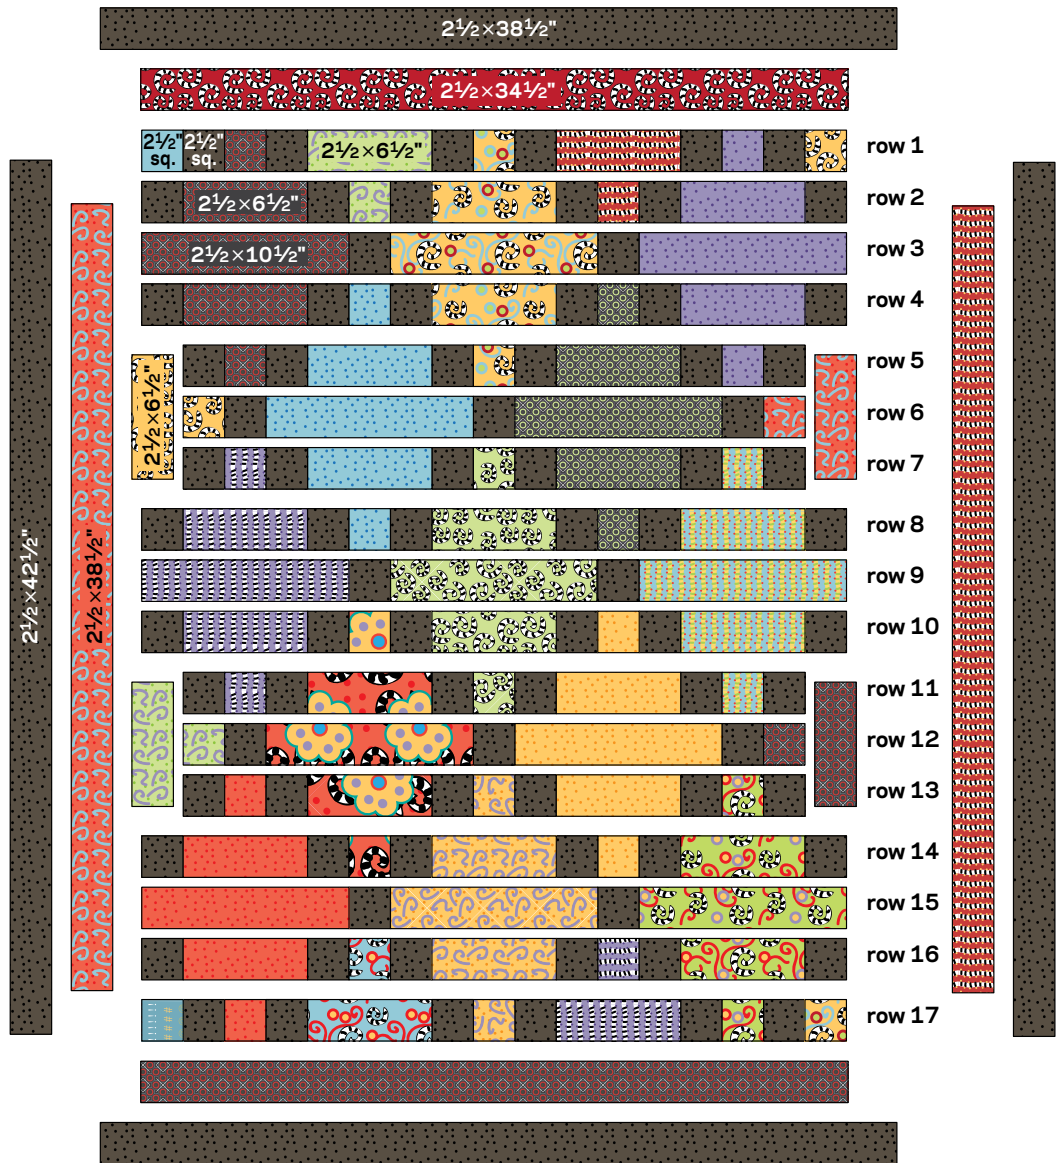 2½×38½"
2½×34½"
2½" sq.
2½" sq.
2½×6½"
row 1
2½×6½"
row 2
2½×10½"
row 3
row 4
row 5
2½×6½"
row 6
row 7
row 8
2½×42½"
2½×38½"
row 9
row 10
row 11
row 12
row 13
row 14
row 15
row 16
row 17